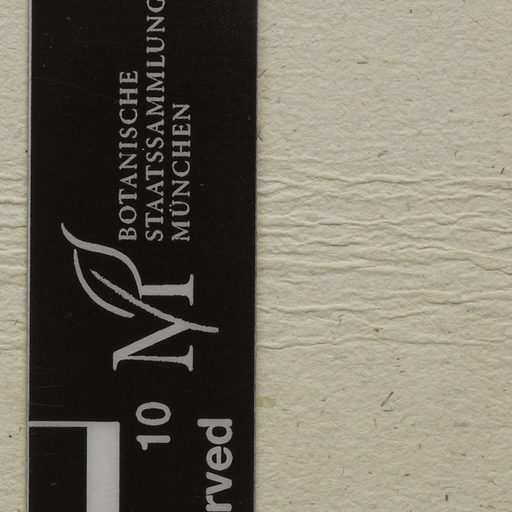 BOTANISCHE
STAATSSAMMLUNG
MÜNCHEN
M
10
rved